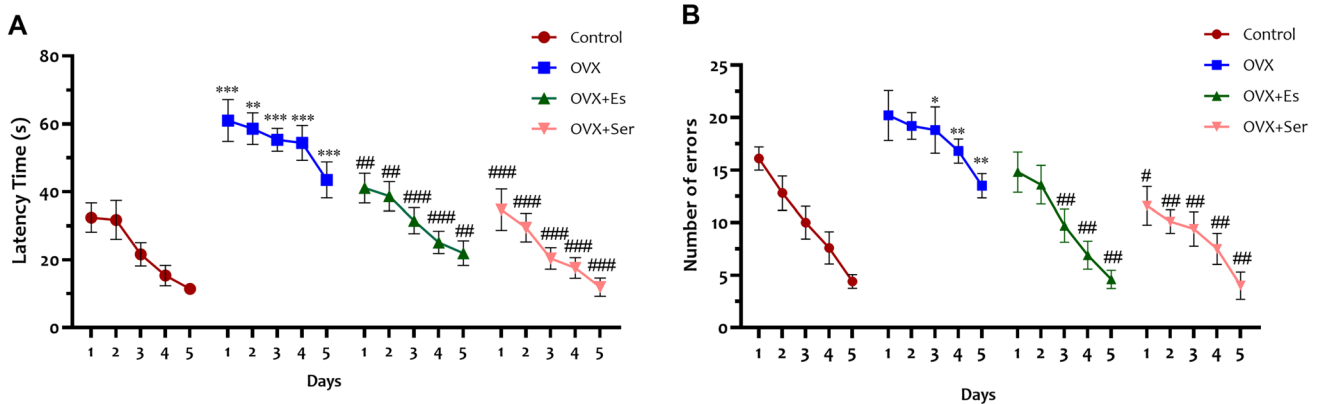 A
Control
OVX
OVX+Es
OVX+Ser
Latency Time (s)
80
60
40
20
0
*** ** *** *** ***
## ## ### ### ##
### ### ### ### ###
1 2 3 4 5 1 2 3 4 5 1 2 3 4 5 1 2 3 4 5
Days
B
Control
OVX
OVX+Es
OVX+Ser
Number of errors
25
20
15
10
5
0
* ** **
## ## ##
# ## ## ## ##
1 2 3 4 5 1 2 3 4 5 1 2 3 4 5 1 2 3 4 5
Days